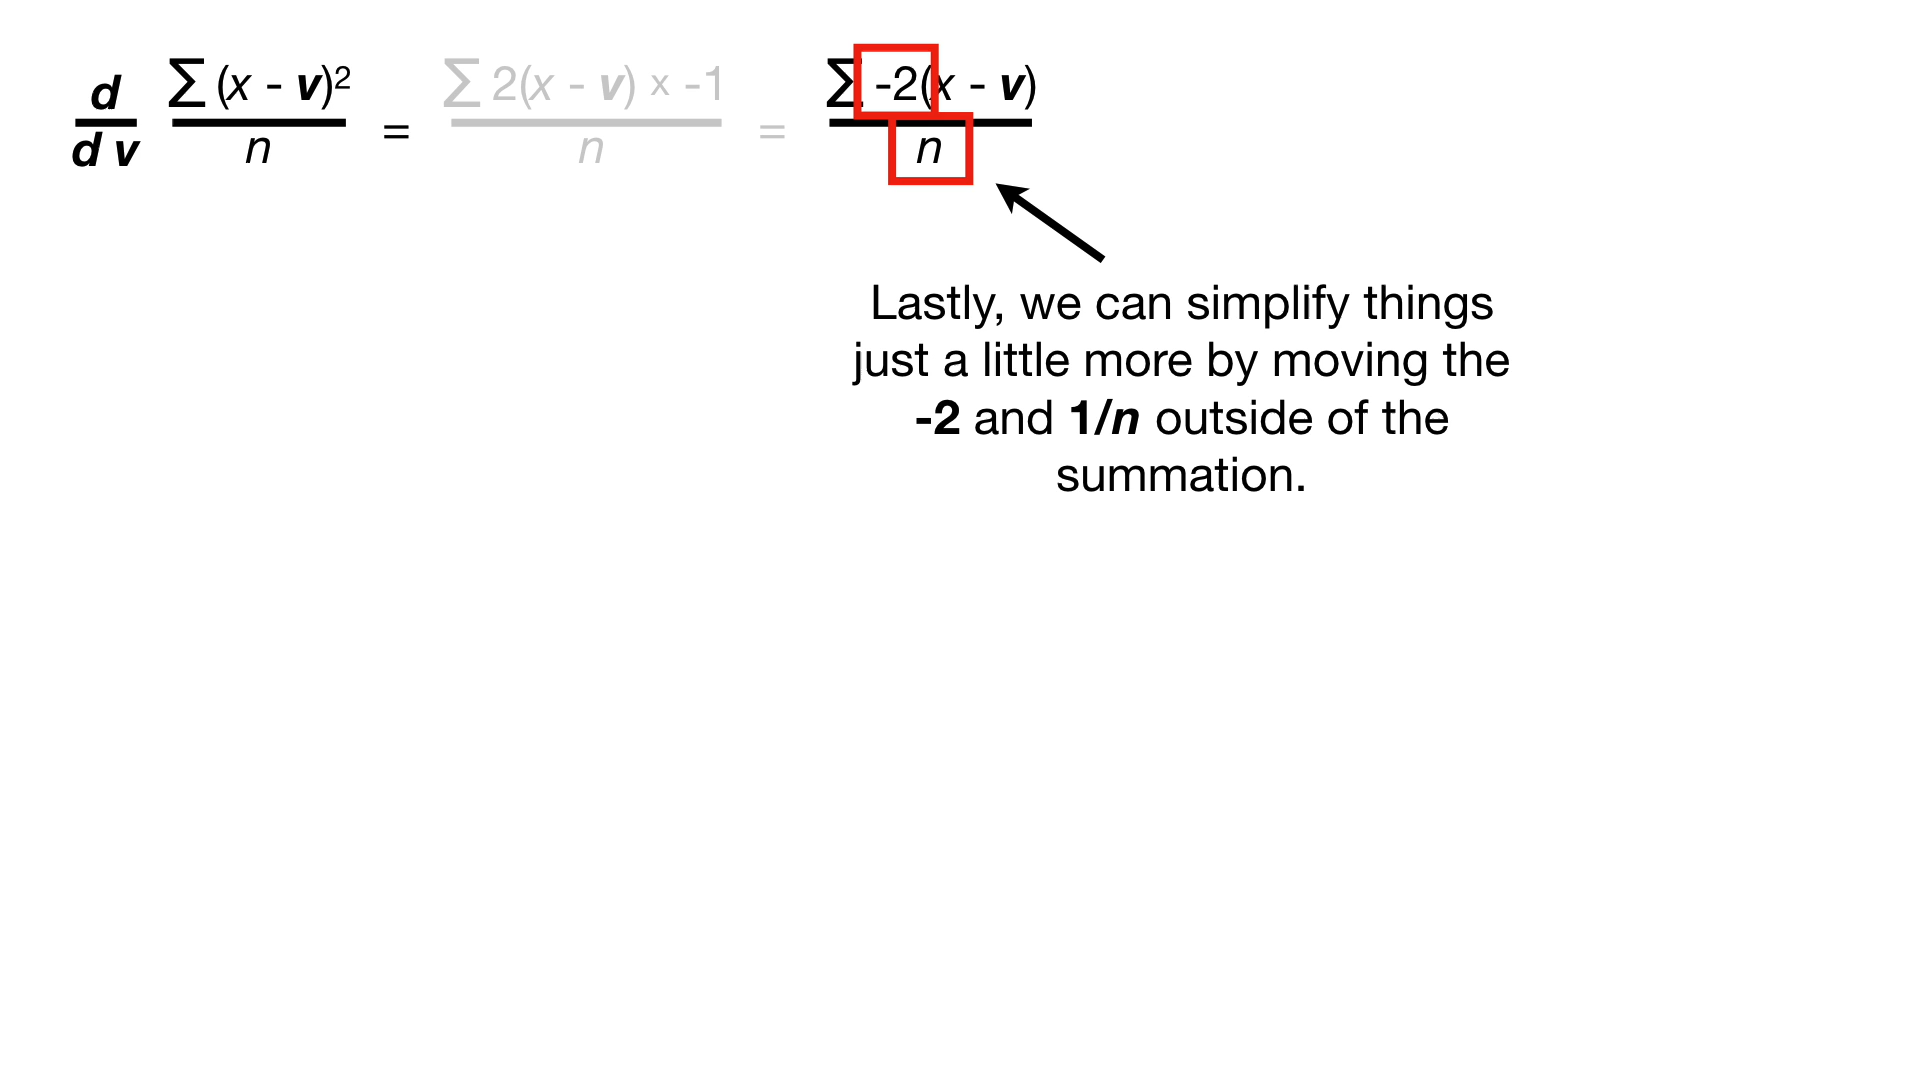 d/d v ∑ (x - v)²/n = ∑ 2(x - v) x -1/n = ∑ -2(x - v)/n
Lastly, we can simplify things
just a little more by moving the
-2 and 1/n outside of the
summation.